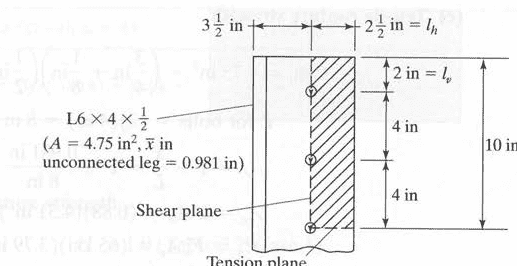 3 1/2 in
2 1/2 in = l_h
2 in = l_v
L6 × 4 × 1/2
(A = 4.75 in², x̄ in
unconnected leg = 0.981 in)
4 in
10 in
Shear plane
4 in
Tension plane